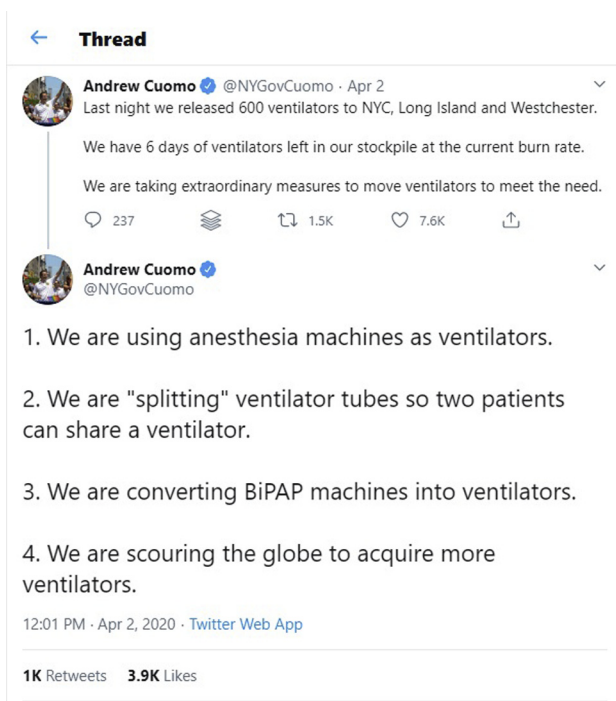 Thread
Andrew Cuomo @NYGovCuomo · Apr 2
Last night we released 600 ventilators to NYC, Long Island and Westchester.
We have 6 days of ventilators left in our stockpile at the current burn rate.
We are taking extraordinary measures to move ventilators to meet the need.
237 1.5K 7.6K
Andrew Cuomo
@NYGovCuomo
1. We are using anesthesia machines as ventilators.
2. We are "splitting" ventilator tubes so two patients
can share a ventilator.
3. We are converting BiPAP machines into ventilators.
4. We are scouring the globe to acquire more
ventilators.
12:01 PM · Apr 2, 2020 · Twitter Web App
1K Retweets 3.9K Likes